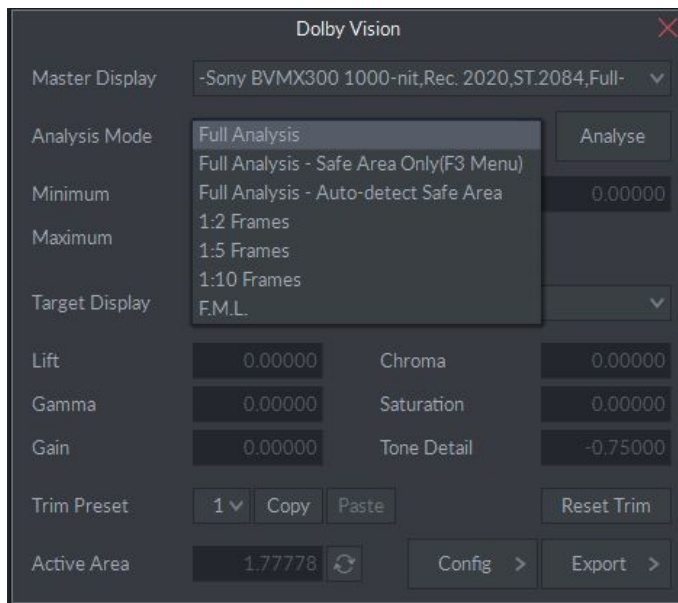 Dolby Vision
Master Display -Sony BVMX300 1000-nit,Rec. 2020,ST.2084,Full-
Analysis Mode Full Analysis Analyse
Full Analysis - Safe Area Only(F3 Menu)
Minimum Full Analysis - Auto-detect Safe Area 0.00000
1:2 Frames
Maximum 1:5 Frames
1:10 Frames
Target Display F.M.L.
Lift 0.00000 Chroma 0.00000
Gamma 0.00000 Saturation 0.00000
Gain 0.00000 Tone Detail -0.75000
Trim Preset 1 Copy Paste Reset Trim
Active Area 1.77778 Config > Export >